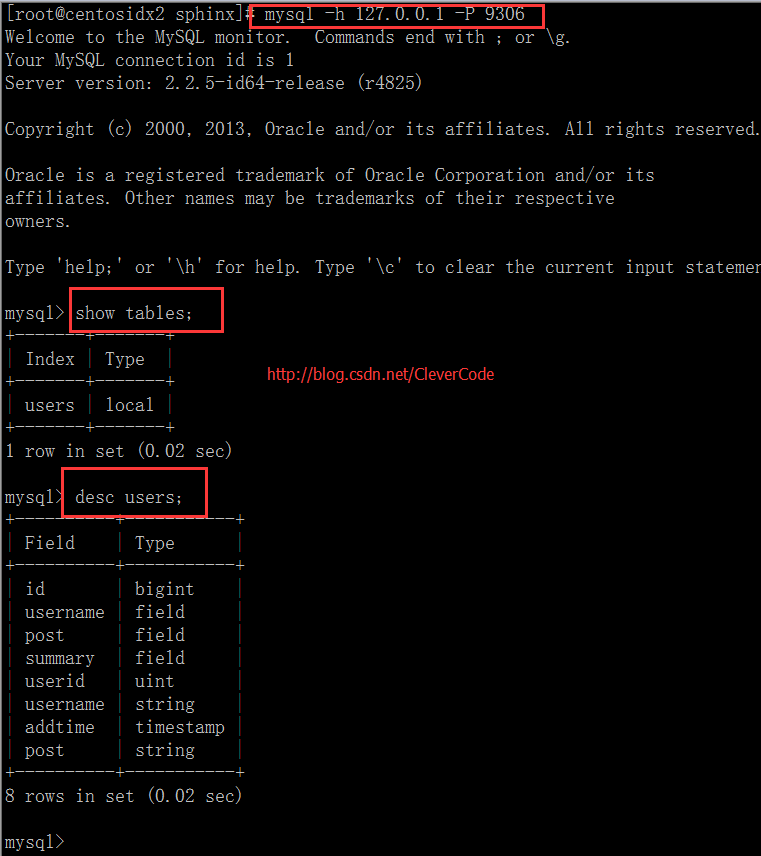 [root@centosidx2 sphinx]# mysql -h 127.0.0.1 -P 9306
Welcome to the MySQL monitor.  Commands end with ; or \g.
Your MySQL connection id is 1
Server version: 2.2.5-id64-release (r4825)
Copyright (c) 2000, 2013, Oracle and/or its affiliates. All rights reserved.
Oracle is a registered trademark of Oracle Corporation and/or its
affiliates. Other names may be trademarks of their respective
owners.
Type 'help;' or '\h' for help. Type '\c' to clear the current input statemen
mysql> show tables;
+-------+-------+
| Index | Type  |
+-------+-------+
| users | local |
+-------+-------+
http://blog.csdn.net/CleverCode
1 row in set (0.02 sec)
mysql> desc users;
+----------+-----------+
| Field    | Type      |
+----------+-----------+
| id       | bigint    |
| username | field     |
| post     | field     |
| summary  | field     |
| userid   | uint      |
| username | string    |
| addtime  | timestamp |
| post     | string    |
+----------+-----------+
8 rows in set (0.02 sec)
mysql>